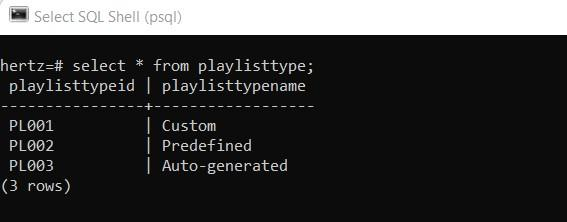 Select SQL Shell (psql)
hertz=# select * from playlisttype;
 playlisttypeid | playlisttypename
----------------+------------------
 PL001          | Custom
 PL002          | Predefined
 PL003          | Auto-generated
(3 rows)